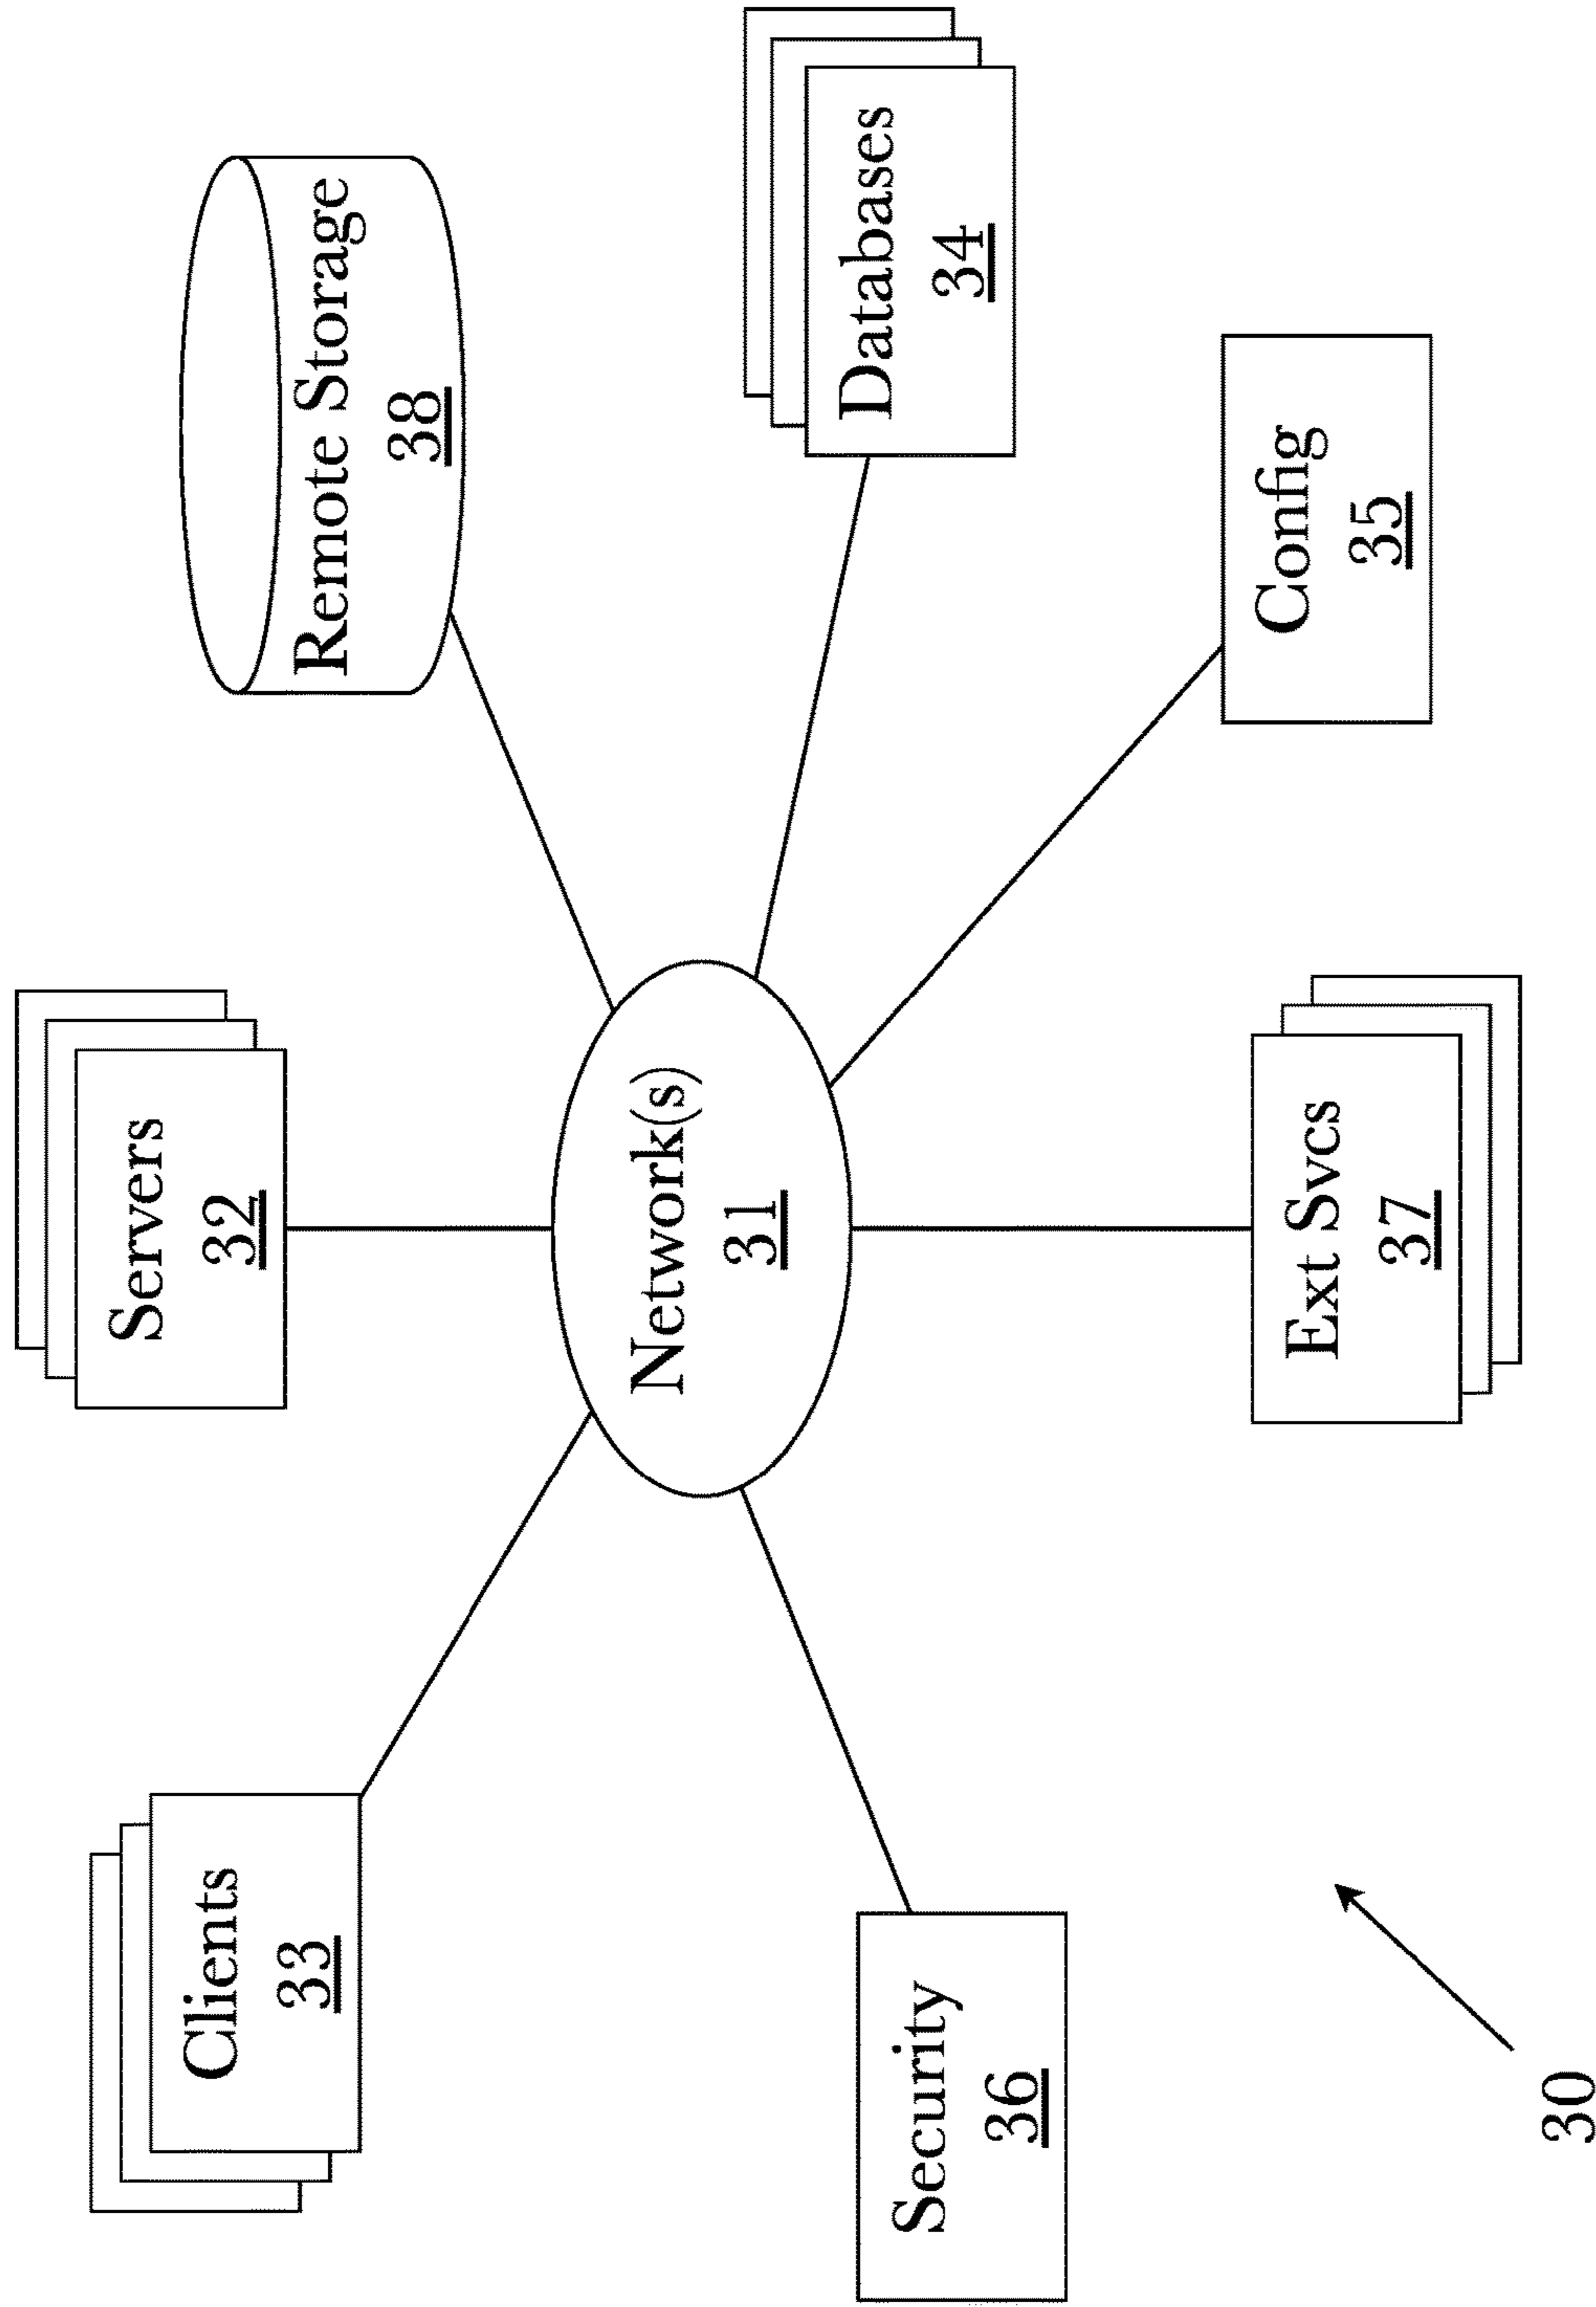 Servers
32
Clients
33
Remote Storage
38
Network(s)
31
Databases
34
Security
36
Ext Svcs
37
Config
35
30